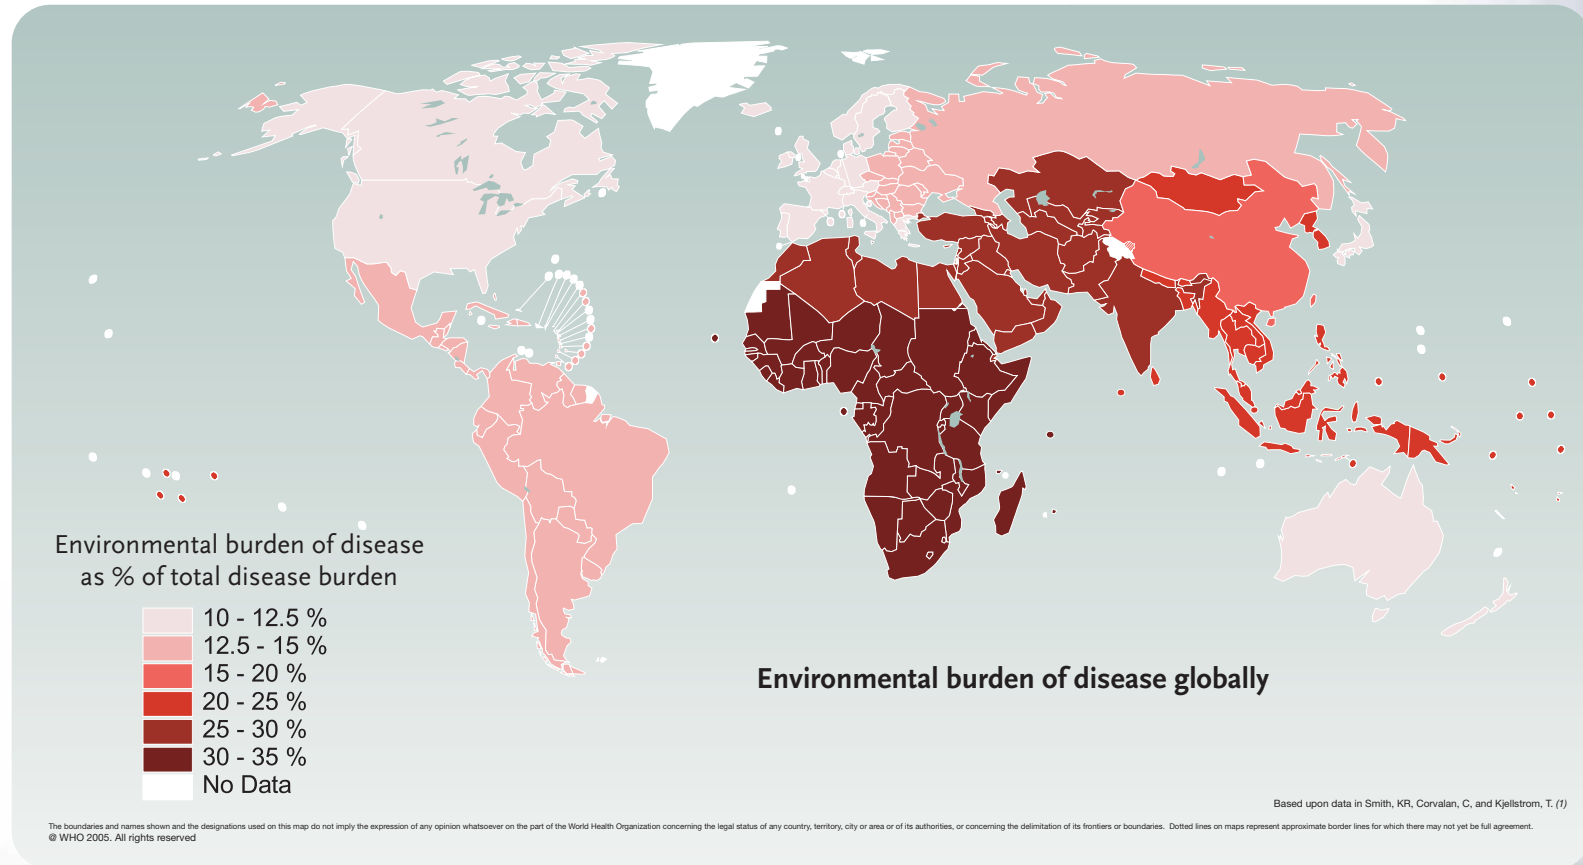 Environmental burden of disease
as % of total disease burden
10 - 12.5 %
12.5 - 15 %
15 - 20 %
20 - 25 %
25 - 30 %
30 - 35 %
No Data
Environmental burden of disease globally
Based upon data in Smith, KR, Corvalan, C, and Kjellstrom, T. (1)
The boundaries and names shown and the designations used on this map do not imply the expression of any opinion whatsoever on the part of the World Health Organization concerning the legal status of any country, territory, city or area or of its authorities, or concerning the delimitation of its frontiers or boundaries. Dotted lines on maps represent approximate border lines for which there may not yet be full agreement.
@ WHO 2005. All rights reserved